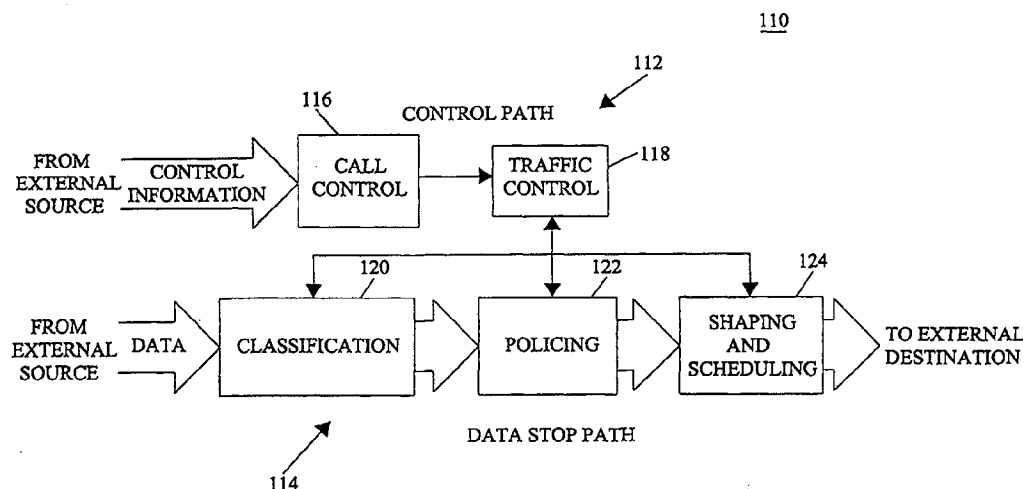 110
112
116
CONTROL PATH
FROM
EXTERNAL
SOURCE
CONTROL
INFORMATION
CALL
CONTROL
TRAFFIC
CONTROL
118
120
122
124
FROM
EXTERNAL
SOURCE
DATA
CLASSIFICATION
POLICING
SHAPING
AND
SCHEDULING
TO EXTERNAL
DESTINATION
DATA STOP PATH
114